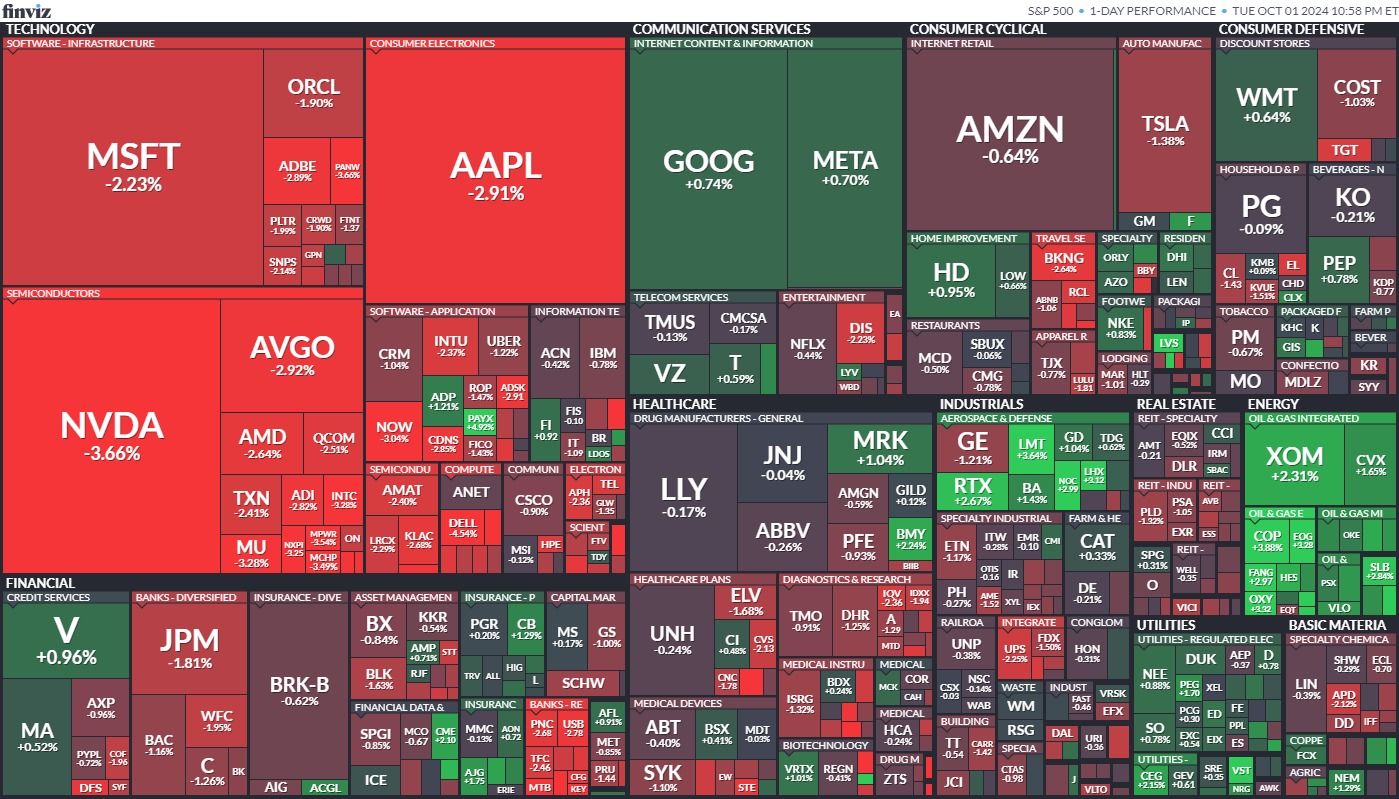 finviz
S&P 500 • 1-DAY PERFORMANCE • TUE OCT 01 2024 10:58 PM ET
TECHNOLOGY
SOFTWARE - INFRASTRUCTURE
MSFT
-2.23%
ORCL
-1.90%
ADBE
-2.89%
PANW
-3.66%
PLTR
-1.99%
CRWD
-1.90%
FTNT
-1.37
SNPS
-2.14%
GPN
CONSUMER ELECTRONICS
AAPL
-2.91%
SEMICONDUCTORS
NVDA
-3.66%
AVGO
-2.92%
AMD
-2.64%
QCOM
-2.51%
TXN
-2.41%
ADI
-2.82%
INTC
-3.28%
MU
-3.28%
NXPI
-3.25
MPWR
-3.54%
ON
MCHP
-3.49%
SOFTWARE - APPLICATION
CRM
-1.04%
INTU
-2.37%
UBER
-1.22%
NOW
-3.04%
ADP
+1.21%
ROP
-1.47%
ADSK
-2.91
PAYX
+4.92%
CDNS
-2.85%
FICO
-1.43%
INFORMATION TE
ACN
-0.42%
IBM
-0.78%
FI
+0.92
FIS
-0.10
IT
-1.09
BR
LDOS
SEMICONDU
AMAT
-2.40%
LRCX
-2.29%
KLAC
-2.68%
COMPUTE
ANET
DELL
-4.54%
COMMUNI
CSCO
-0.90%
MSI
-0.12%
HPE
ELECTRON
APH
-2.36
TEL
GLW
-1.35
SCIENT
FTV
TDY
COMMUNICATION SERVICES
INTERNET CONTENT & INFORMATION
GOOG
+0.74%
META
+0.70%
TELECOM SERVICES
TMUS
-0.13%
CMCSA
-0.17%
VZ
T
+0.59%
ENTERTAINMENT
NFLX
-0.44%
DIS
-2.23%
LYV
WBD
EA
CONSUMER CYCLICAL
INTERNET RETAIL
AMZN
-0.64%
AUTO MANUFAC
TSLA
-1.38%
GM
F
HOME IMPROVEMENT
HD
+0.95%
LOW
+0.66%
TRAVEL SE
BKNG
-2.64%
ABNB
-1.06
RCL
SPECIALTY
ORLY
BBY
AZO
RESIDEN
DHI
LEN
RESTAURANTS
MCD
-0.50%
SBUX
-0.06%
CMG
-0.78%
APPAREL R
TJX
-0.77%
LULU
-1.81
FOOTWE
NKE
+0.83%
PACKAGI
IP
LVS
LODGING
MAR
-1.01
HLT
-0.29
CONSUMER DEFENSIVE
DISCOUNT STORES
WMT
+0.64%
COST
-1.03%
TGT
HOUSEHOLD & P
PG
-0.09%
CL
-1.43
KMB
+0.09%
EL
KVUE
-1.51%
CHD
CLX
BEVERAGES - N
KO
-0.21%
PEP
+0.78%
KDP
-0.77
TOBACCO
PM
-0.67%
MO
PACKAGED F
KHC
K
GIS
CONFECTIO
MDLZ
FARM P
BEVER
KR
SYY
FINANCIAL
CREDIT SERVICES
V
+0.96%
MA
+0.52%
AXP
-0.96%
PYPL
-0.72%
COF
-1.96
DFS
SYF
BANKS - DIVERSIFIED
JPM
-1.81%
BAC
-1.16%
WFC
-1.95%
C
-1.26%
BK
INSURANCE - DIVE
BRK-B
-0.62%
AIG
ACGL
ASSET MANAGEMEN
BX
-0.84%
KKR
-0.54%
BLK
-1.63%
AMP
+0.71%
STT
RJF
FINANCIAL DATA &
SPGI
-0.85%
MCO
-0.67
CME
+2.10
ICE
INSURANCE - P
PGR
+0.20%
CB
+1.29%
TRV
ALL
HIG
L
INSURANC
MMC
-0.13%
AON
+0.72
AJG
+1.75
ERIE
CAPITAL MAR
MS
+0.17%
GS
-1.00%
SCHW
BANKS - RE
PNC
-2.68
USB
-2.78
TFC
-2.46
CFG
MTB
KEY
AFL
+0.91%
MET
-0.85%
PRU
-1.44
HEALTHCARE
DRUG MANUFACTURERS - GENERAL
LLY
-0.17%
JNJ
-0.04%
ABBV
-0.26%
MRK
+1.04%
AMGN
-0.59%
GILD
+0.12%
PFE
-0.93%
BMY
+2.24%
BIIB
HEALTHCARE PLANS
UNH
-0.24%
ELV
-1.68%
CI
+0.48%
CVS
-2.13
CNC
-1.78
DIAGNOSTICS & RESEARCH
TMO
-0.91%
DHR
-1.25%
IQV
-2.36
IDXX
-1.94
A
-1.29
MTD
MEDICAL DEVICES
ABT
-0.40%
BSX
+0.41%
MDT
-0.03%
SYK
-1.10%
EW
STE
MEDICAL INSTRU
ISRG
-1.32%
BDX
+0.24%
MEDICAL
MCK
COR
CAH
MEDICAL
HCA
-0.24%
BIOTECHNOLOGY
VRTX
+1.01%
REGN
-0.41%
DRUG M
ZTS
INDUSTRIALS
AEROSPACE & DEFENSE
GE
-1.21%
LMT
+3.64%
GD
+1.04%
TDG
+0.62%
RTX
+2.67%
BA
+1.43%
NOC
+2.99
LHX
+3.12
SPECIALTY INDUSTRIAL
ETN
-1.17%
ITW
-0.28%
EMR
-0.10
CMI
PH
-0.27%
OTIS
-0.16
IR
AME
-1.52
XYL
IEX
FARM & HE
CAT
+0.33%
DE
-0.21%
RAILROA
UNP
-0.38%
CSX
-0.03
NSC
-0.14%
WAB
INTEGRATE
UPS
-2.25%
FDX
-1.50%
CONGLOM
HON
-0.31%
BUILDING
TT
-0.54
CARR
-1.42
JCI
WASTE
WM
RSG
SPECIA
CTAS
-0.98
INDUST
FAST
-0.46
DAL
J
VRSK
EFX
URI
-0.36
VLTO
REAL ESTATE
REIT - SPECIALTY
AMT
-0.21
EQIX
-0.52%
CCI
IRM
DLR
SBAC
REIT - INDU
PLD
-1.32%
PSA
-1.05
EXR
REIT -
AVB
ESS
SPG
+0.31%
O
REIT -
WELL
-0.35
VICI
ENERGY
OIL & GAS INTEGRATED
XOM
+2.31%
CVX
+1.65%
OIL & GAS E
COP
+3.88%
EOG
+3.28
FANG
+2.97
HES
OXY
+3.32
EQT
OIL & GAS MI
OKE
OIL &
PSX
VLO
SLB
+2.84%
UTILITIES
UTILITIES - REGULATED ELEC
NEE
+0.88%
DUK
AEP
-0.37
D
+0.78
SO
+0.78%
PEG
+1.70
XEL
PCG
+0.30
ED
FE
EXC
+0.54
EIX
PPL
ES
UTILITIES -
CEG
+2.15%
GEV
+0.61
SRE
+0.35
VST
NRG
AWK
BASIC MATERIA
SPECIALTY CHEMICA
LIN
-0.39%
SHW
-0.29%
ECL
-0.70
APD
-2.12%
DD
IFF
COPPE
FCX
AGRIC
NEM
+1.29%